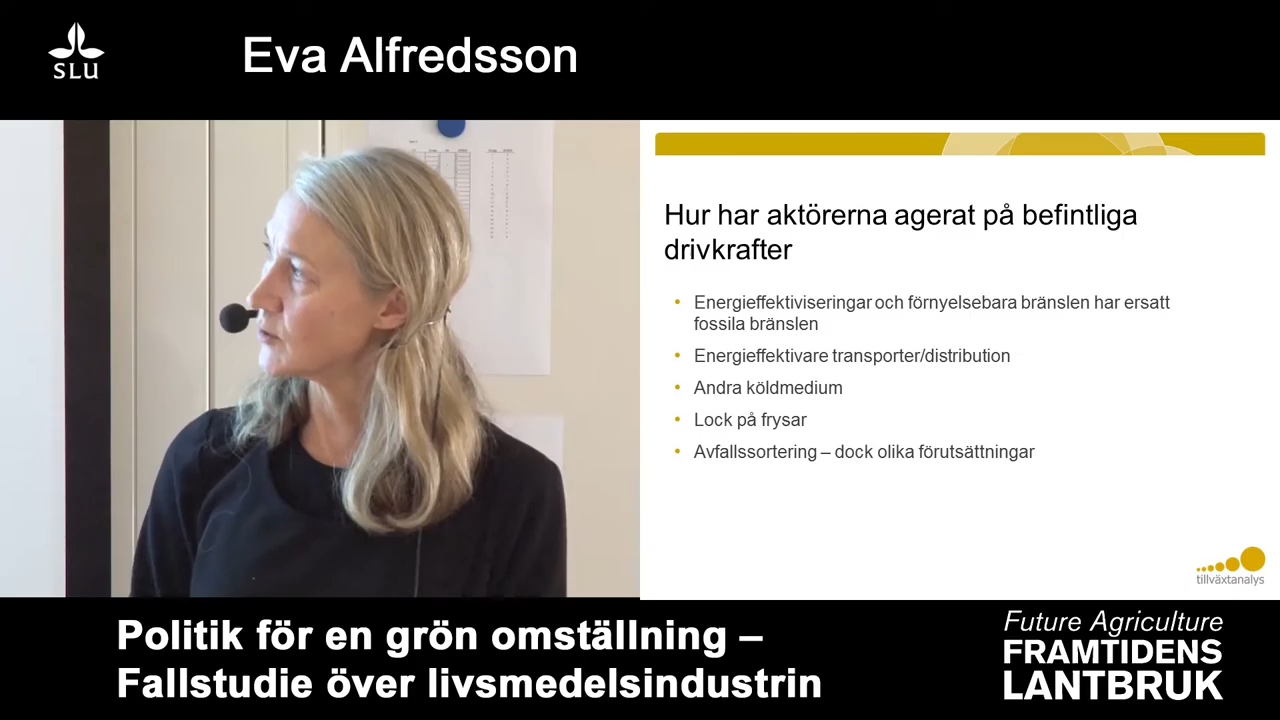 SLU
Eva Alfredsson
Hur har aktörerna agerat på befintliga
drivkrafter
• Energieffektiviseringar och förnyelsebara bränslen har ersatt
fossila bränslen
• Energieffektivare transporter/distribution
• Andra köldmedium
• Lock på frysar
• Avfallssortering – dock olika förutsättningar
tillväxtanalys
Politik för en grön omställning –
Fallstudie över livsmedelsindustrin
Future Agriculture
FRAMTIDENS
LANTBRUK